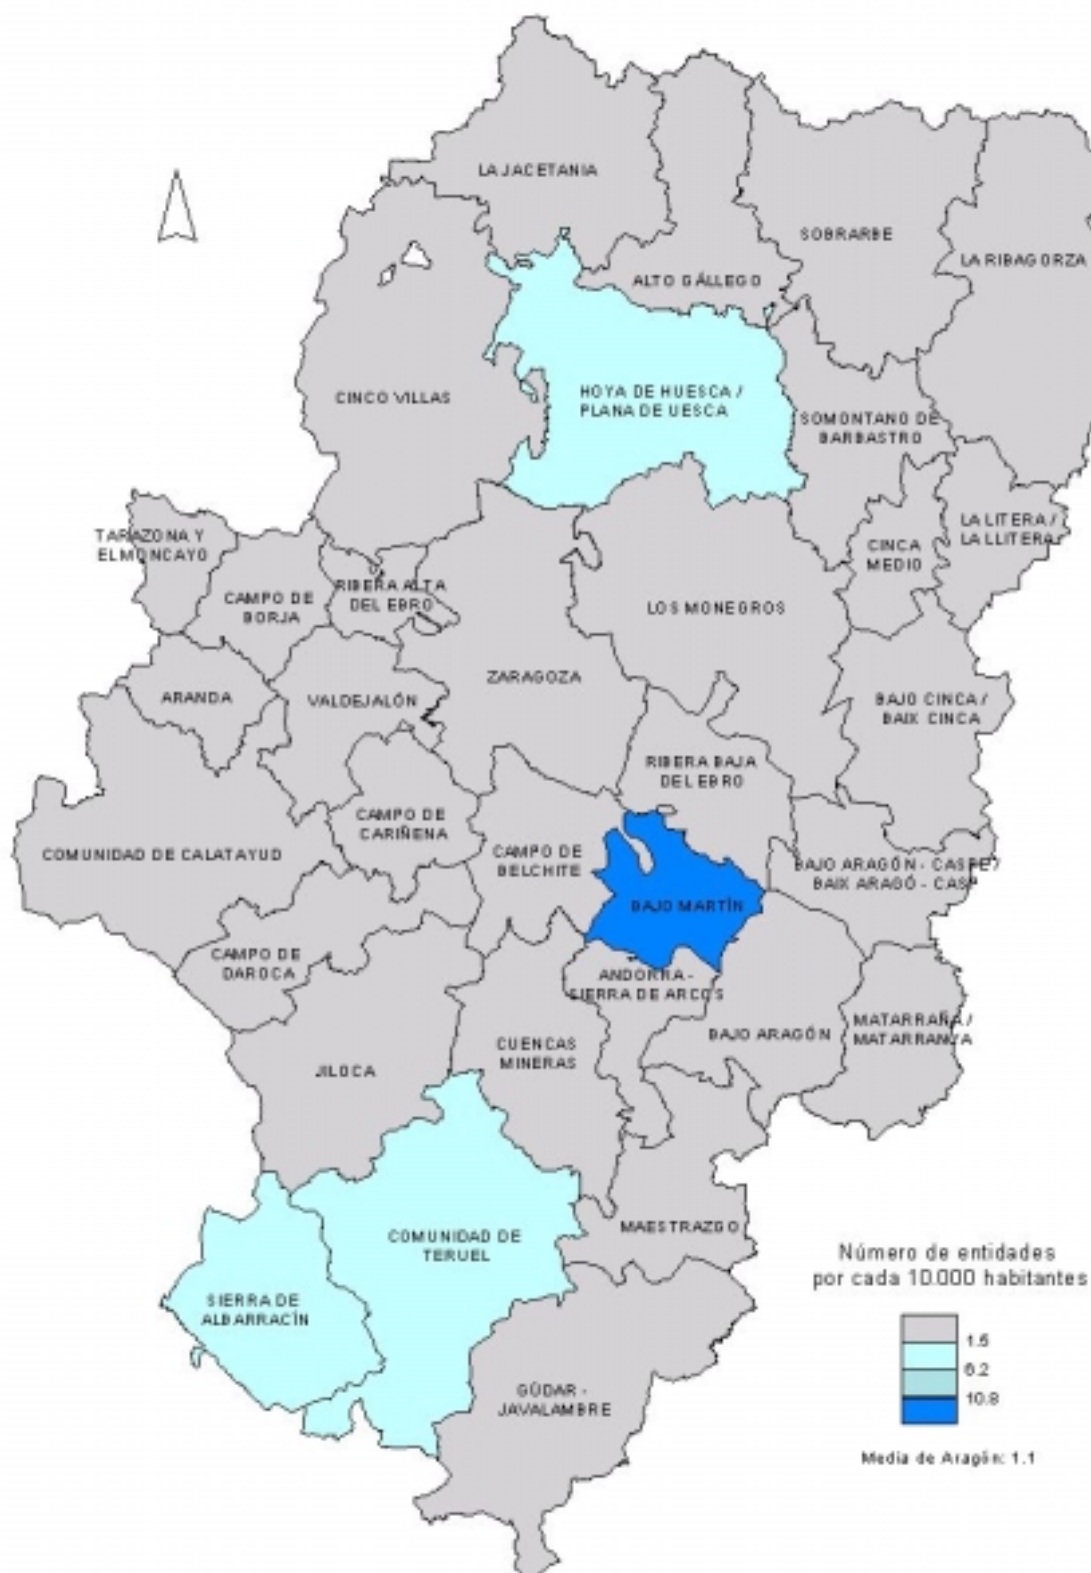 LA JACETANIA
SOBRARBE
LA RIBAGORZA
ALTO GÁLLEGO
CINCO VILLAS
HOYA DE HUESCA /
PLANA DE UESCA
SOMONTANO DE
BARBASTRO
TARAZONA Y
EL MONCAYO
LA LITERA /
LA LLITERA
CINCA
MEDIO
RIBERA ALTA
DEL EBRO
CAMPO DE
BORJA
LOS MONEGROS
ZARAGOZA
ARANDA
VALDEJALÓN
BAJO CINCA /
BAIX CINCA
RIBERA BAJA
DEL EBRO
CAMPO DE
CARIÑENA
COMUNIDAD DE CALATAYUD
CAMPO DE
BELCHITE
BAJO ARAGÓN - CASPE /
BAIX ARAGÓ - CASP
BAJO MARTÍN
CAMPO DE
DAROCA
ANDORRA -
SIERRA DE ARCOS
MATARRAÑA /
MATARRANYA
BAJO ARAGÓN
CUENCAS
MINERAS
JILOCA
MAESTRAZGO
COMUNIDAD DE
TERUEL
SIERRA DE
ALBARRACÍN
GÚDAR -
JAVALAMBRE
Número de entidades
por cada 10.000 habitantes
1.5
6.2
10.8
Media de Aragón: 1.1